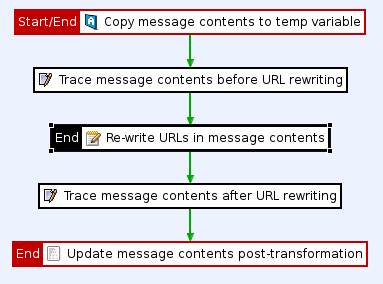 Start/End Copy message contents to temp variable
Trace message contents before URL rewriting
End Re-write URLs in message contents
Trace message contents after URL rewriting
End Update message contents post-transformation